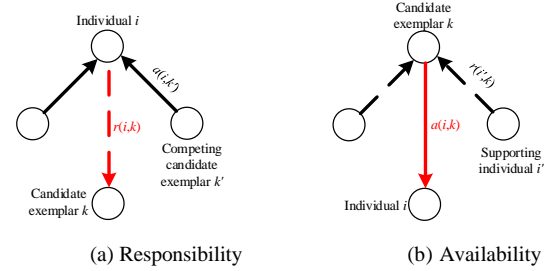 Individual i
a(i,k')
r(i,k)
Competing
candidate
exemplar k'
Candidate
exemplar k
(a) Responsibility
Candidate
exemplar k
r(i',k)
a(i,k)
Supporting
individual i'
Individual i
(b) Availability